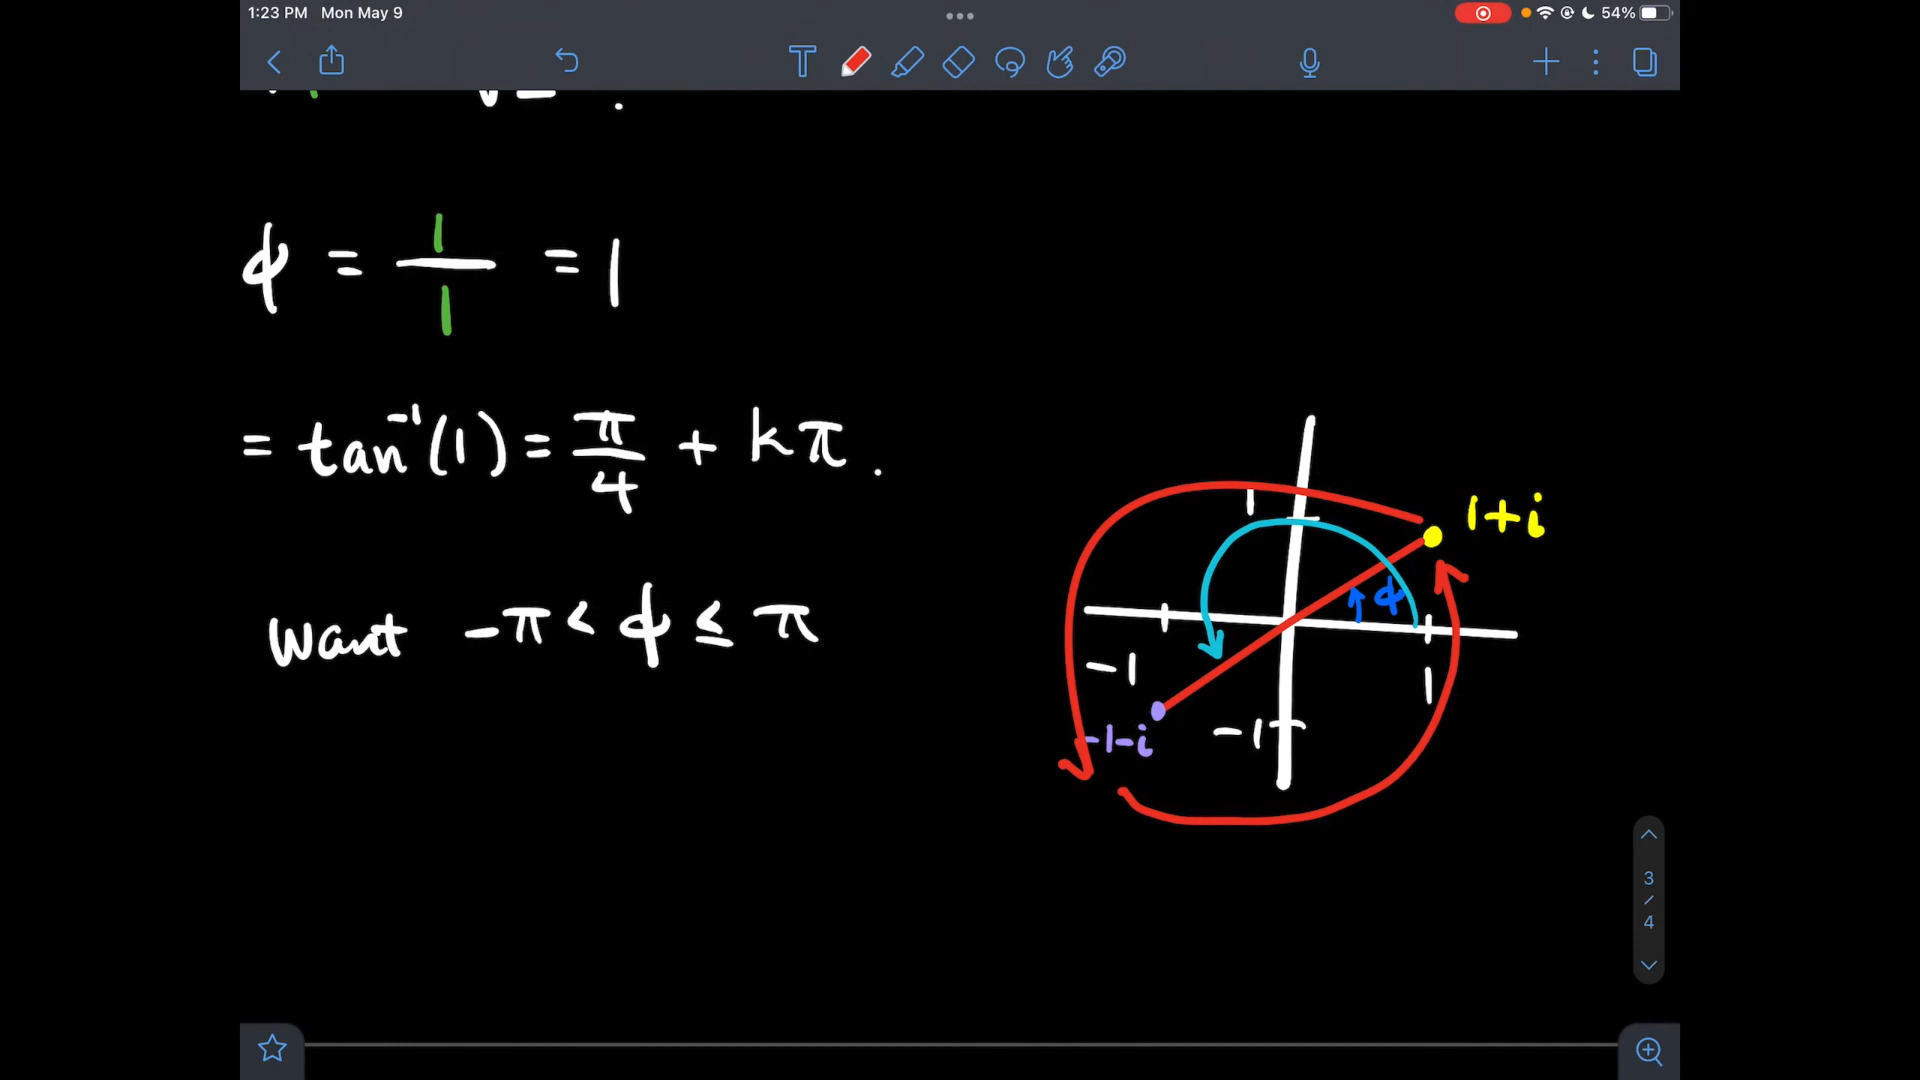 1:23 PM Mon May 9
54%
ϕ = 1/1 = 1
= tan⁻¹(1) = π/4 + kπ.
Want -π < ϕ ≤ π
1
1+i
ϕ
-1
1
-1-i
-1
3
/
4